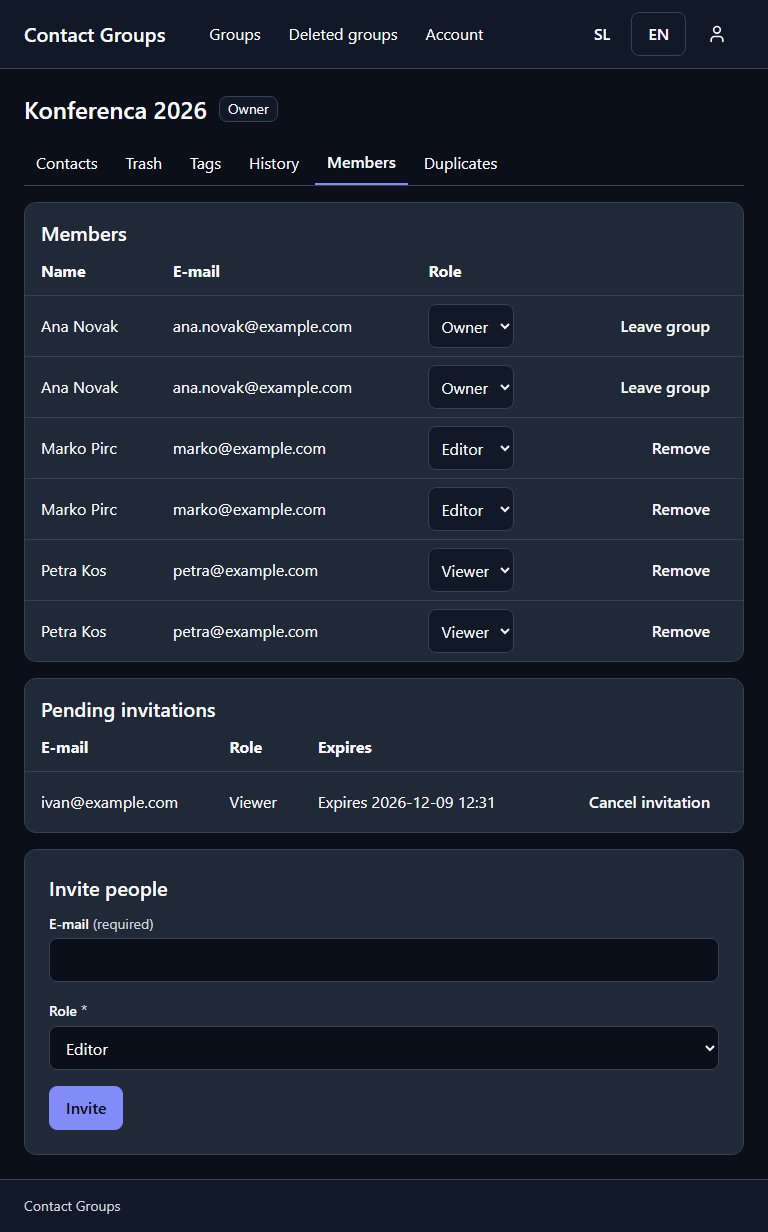 Contact Groups Groups Deleted groups Account SL EN
Konferenca 2026 Owner
Contacts Trash Tags History Members Duplicates
Members
Name E-mail Role
Ana Novak ana.novak@example.com Owner Leave group
Ana Novak ana.novak@example.com Owner Leave group
Marko Pirc marko@example.com Editor Remove
Marko Pirc marko@example.com Editor Remove
Petra Kos petra@example.com Viewer Remove
Petra Kos petra@example.com Viewer Remove
Pending invitations
E-mail Role Expires
ivan@example.com Viewer Expires 2026-12-09 12:31 Cancel invitation
Invite people
E-mail (required)
Role *
Editor
Invite
Contact Groups